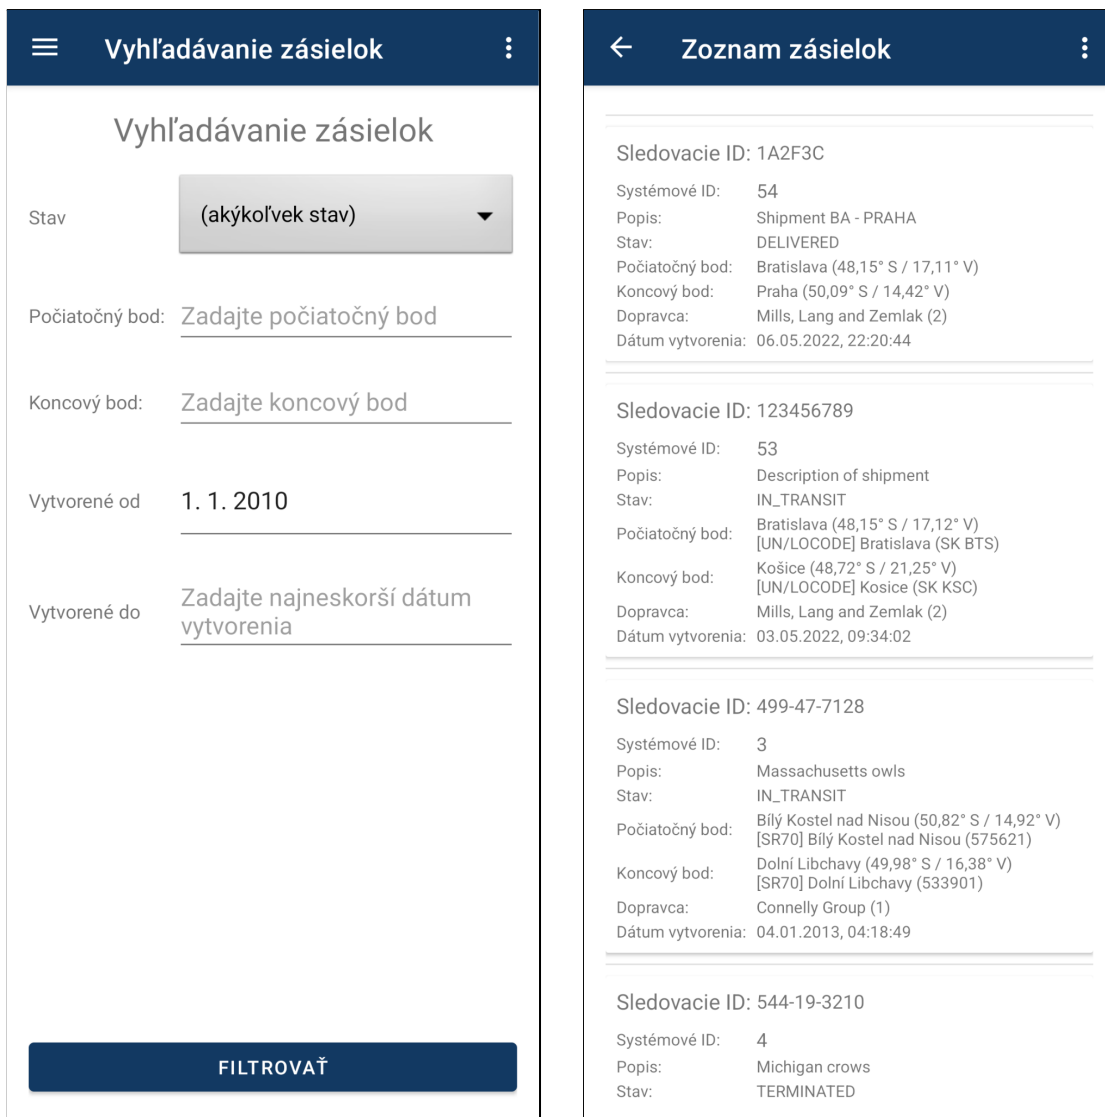 Vyhľadávanie zásielok
Vyhľadávanie zásielok
Stav
(akýkoľvek stav)
Počiatočný bod: Zadajte počiatočný bod
Koncový bod: Zadajte koncový bod
Vytvorené od 1. 1. 2010
Vytvorené do
Zadajte najneskorší dátum
vytvorenia
FILTROVAŤ
Zoznam zásielok
Sledovacie ID: 1A2F3C
Systémové ID: 54
Popis: Shipment BA - PRAHA
Stav: DELIVERED
Počiatočný bod: Bratislava (48,15° S / 17,11° V)
Koncový bod: Praha (50,09° S / 14,42° V)
Dopravca: Mills, Lang and Zemlak (2)
Dátum vytvorenia: 06.05.2022, 22:20:44
Sledovacie ID: 123456789
Systémové ID: 53
Popis: Description of shipment
Stav: IN_TRANSIT
Počiatočný bod: Bratislava (48,15° S / 17,12° V)
[UN/LOCODE] Bratislava (SK BTS)
Koncový bod: Košice (48,72° S / 21,25° V)
[UN/LOCODE] Kosice (SK KSC)
Dopravca: Mills, Lang and Zemlak (2)
Dátum vytvorenia: 03.05.2022, 09:34:02
Sledovacie ID: 499-47-7128
Systémové ID: 3
Popis: Massachusetts owls
Stav: IN_TRANSIT
Počiatočný bod: Bílý Kostel nad Nisou (50,82° S / 14,92° V)
[SR70] Bílý Kostel nad Nisou (575621)
Koncový bod: Dolní Libchavy (49,98° S / 16,38° V)
[SR70] Dolní Libchavy (533901)
Dopravca: Connelly Group (1)
Dátum vytvorenia: 04.01.2013, 04:18:49
Sledovacie ID: 544-19-3210
Systémové ID: 4
Popis: Michigan crows
Stav: TERMINATED